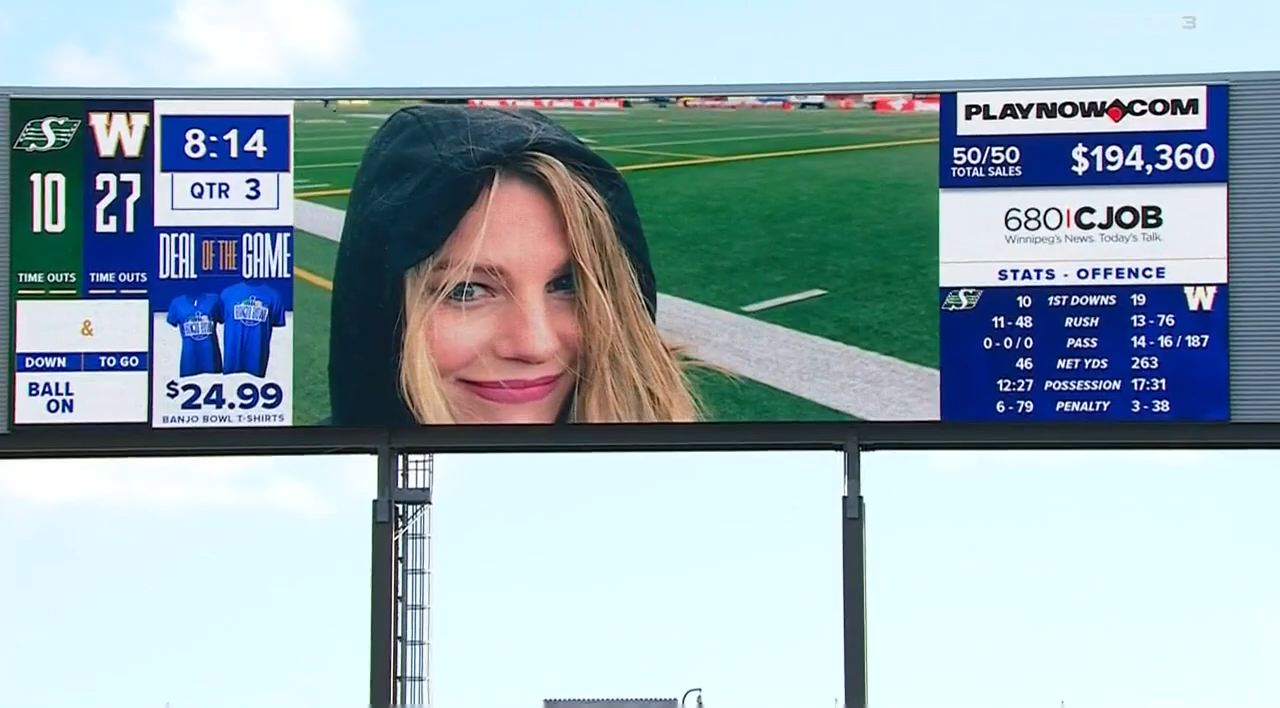 3
S W
10 27
TIME OUTS TIME OUTS
&
DOWN TO GO
BALL
ON
8:14
QTR 3
DEAL OF THE GAME
$24.99
BANJO BOWL T-SHIRTS
PLAYNOW COM
50/50
TOTAL SALES
$194,360
680 CJOB
Winnipeg's News. Today's Talk.
STATS - OFFENCE
S W
10 1ST DOWNS 19
11 - 48 RUSH 13 - 76
0 - 0 / 0 PASS 14 - 16 / 187
46 NET YDS 263
12:27 POSSESSION 17:31
6 - 79 PENALTY 3 - 38